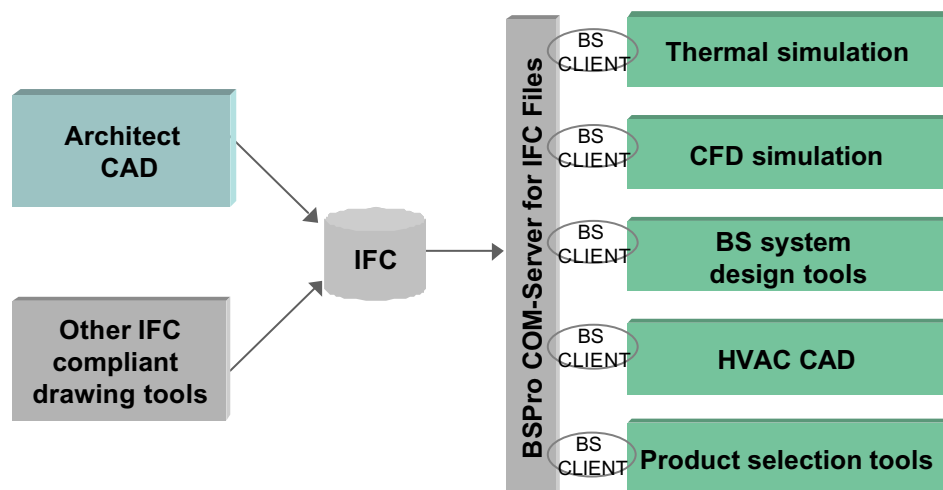 Architect
CAD
Other IFC
compliant
drawing tools
IFC
BSPro COM-Server for IFC Files
BS
CLIENT
Thermal simulation
BS
CLIENT
CFD simulation
BS
CLIENT
BS system
design tools
BS
CLIENT
HVAC CAD
BS
CLIENT
Product selection tools